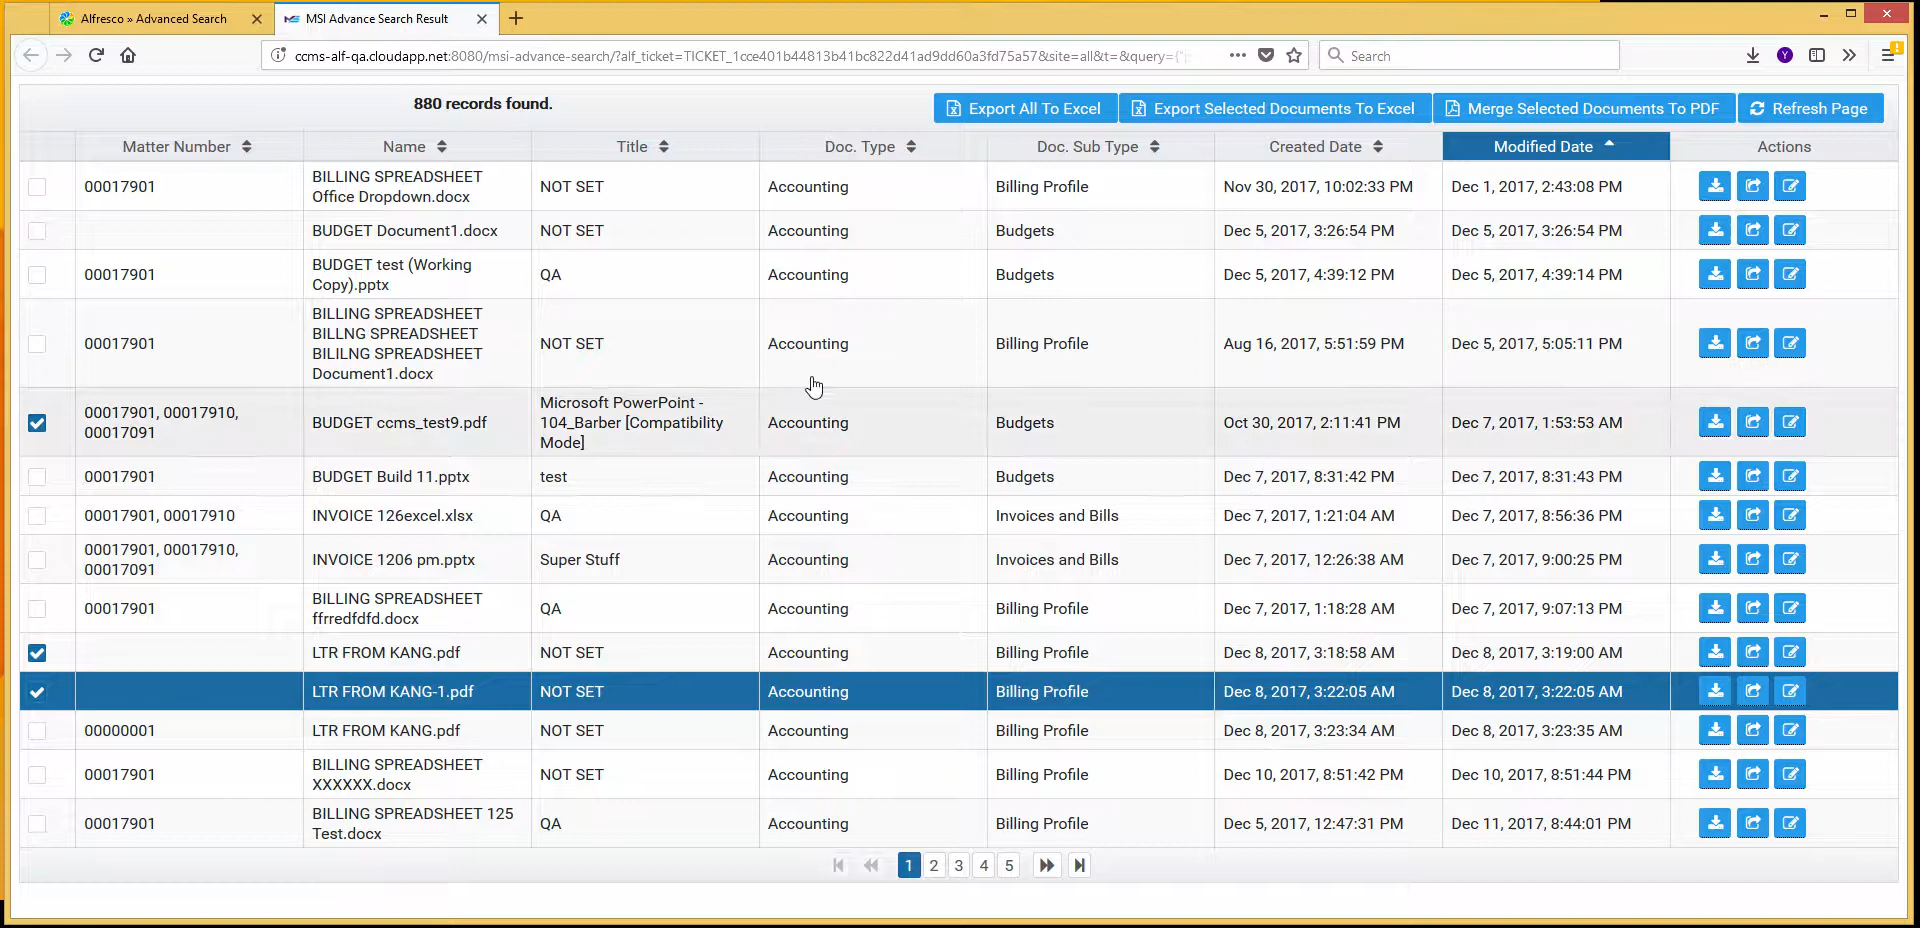 Alfresco » Advanced Search
MSI Advance Search Result
ccms-alf-qa.cloudapp.net:8080/msi-advance-search/?alf_ticket=TICKET_1cce401b44813b41bc822d41ad9dd60a3fd75a57&site=all&t=&query={"
Search
Y
880 records found.
Export All To Excel
Export Selected Documents To Excel
Merge Selected Documents To PDF
Refresh Page
Matter Number Name Title Doc. Type Doc. Sub Type Created Date Modified Date Actions
00017901 BILLING SPREADSHEET
Office Dropdown.docx NOT SET Accounting Billing Profile Nov 30, 2017, 10:02:33 PM Dec 1, 2017, 2:43:08 PM
BUDGET Document1.docx NOT SET Accounting Budgets Dec 5, 2017, 3:26:54 PM Dec 5, 2017, 3:26:54 PM
00017901 BUDGET test (Working
Copy).pptx QA Accounting Budgets Dec 5, 2017, 4:39:12 PM Dec 5, 2017, 4:39:14 PM
00017901 BILLING SPREADSHEET
BILLNG SPREADSHEET
BILILNG SPREADSHEET
Document1.docx NOT SET Accounting Billing Profile Aug 16, 2017, 5:51:59 PM Dec 5, 2017, 5:05:11 PM
00017901, 00017910,
00017091 BUDGET ccms_test9.pdf Microsoft PowerPoint -
104_Barber [Compatibility
Mode] Accounting Budgets Oct 30, 2017, 2:11:41 PM Dec 7, 2017, 1:53:53 AM
00017901 BUDGET Build 11.pptx test Accounting Budgets Dec 7, 2017, 8:31:42 PM Dec 7, 2017, 8:31:43 PM
00017901, 00017910 INVOICE 126excel.xlsx QA Accounting Invoices and Bills Dec 7, 2017, 1:21:04 AM Dec 7, 2017, 8:56:36 PM
00017901, 00017910,
00017091 INVOICE 1206 pm.pptx Super Stuff Accounting Invoices and Bills Dec 7, 2017, 12:26:38 AM Dec 7, 2017, 9:00:25 PM
00017901 BILLING SPREADSHEET
ffrredfdfd.docx QA Accounting Billing Profile Dec 7, 2017, 1:18:28 AM Dec 7, 2017, 9:07:13 PM
LTR FROM KANG.pdf NOT SET Accounting Billing Profile Dec 8, 2017, 3:18:58 AM Dec 8, 2017, 3:19:00 AM
LTR FROM KANG-1.pdf NOT SET Accounting Billing Profile Dec 8, 2017, 3:22:05 AM Dec 8, 2017, 3:22:05 AM
00000001 LTR FROM KANG.pdf NOT SET Accounting Billing Profile Dec 8, 2017, 3:23:34 AM Dec 8, 2017, 3:23:35 AM
00017901 BILLING SPREADSHEET
XXXXXX.docx NOT SET Accounting Billing Profile Dec 10, 2017, 8:51:42 PM Dec 10, 2017, 8:51:44 PM
00017901 BILLING SPREADSHEET 125
Test.docx QA Accounting Billing Profile Dec 5, 2017, 12:47:31 PM Dec 11, 2017, 8:44:01 PM
1 2 3 4 5